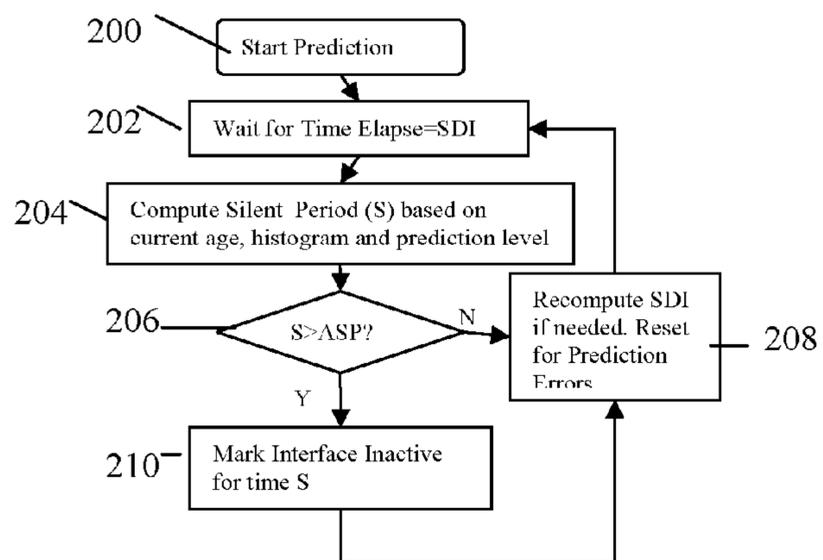 200
Start Prediction
202
Wait for Time Elapse=SDI
204
Compute Silent Period (S) based on
current age, histogram and prediction level
206
S>ASP?
N
Recompute SDI
if needed. Reset
for Prediction
Errors
208
Y
210
Mark Interface Inactive
for time S